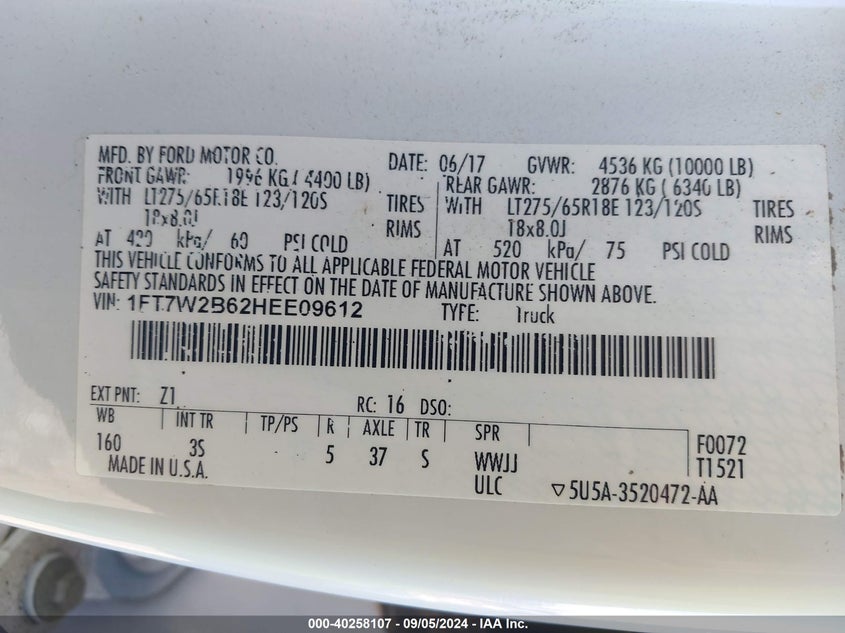 MFD. BY FORD MOTOR CO. DATE: 06/17 GVWR: 4536 KG (10000 LB)
FRONT GAWR: 1996 KG ( 4400 LB) REAR GAWR: 2876 KG ( 6340 LB)
WITH LT275/65R18E 123/120S TIRES WITH LT275/65R18E 123/120S TIRES
18x8.0J RIMS 18x8.0J RIMS
AT 420 kPa/ 60 PSI COLD AT 520 kPa/ 75 PSI COLD
THIS VEHICLE CONFORMS TO ALL APPLICABLE FEDERAL MOTOR VEHICLE
SAFETY STANDARDS IN EFFECT ON THE DATE OF MANUFACTURE SHOWN ABOVE.
VIN: 1FT7W2B62HEE09612 TYPE: Truck
EXT PNT: Z1 RC: 16 DSO:
WB INT TR TP/PS R AXLE TR SPR F0072
160 3S 5 37 S WWJJ T1521
MADE IN U.S.A. ULC ▽5U5A-3520472-AA
000-40258107 - 09/05/2024 - IAA Inc.